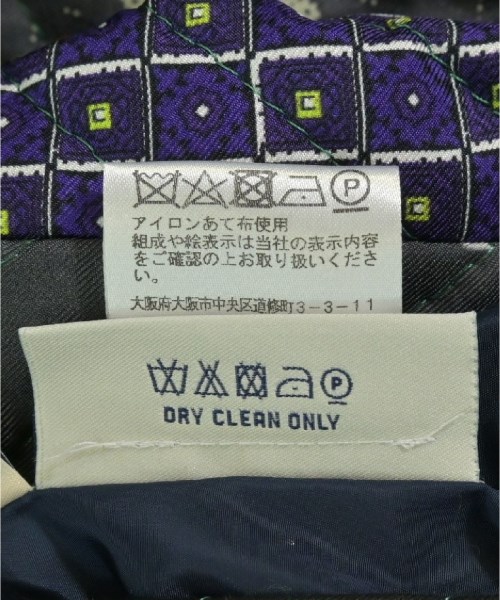 P
アイロンあて布使用
組成や絵表示は当社の表示内容
をご確認の上お取り扱いくださ
い。
大阪府大阪市中央区道修町3-3-11
P
DRY CLEAN ONLY